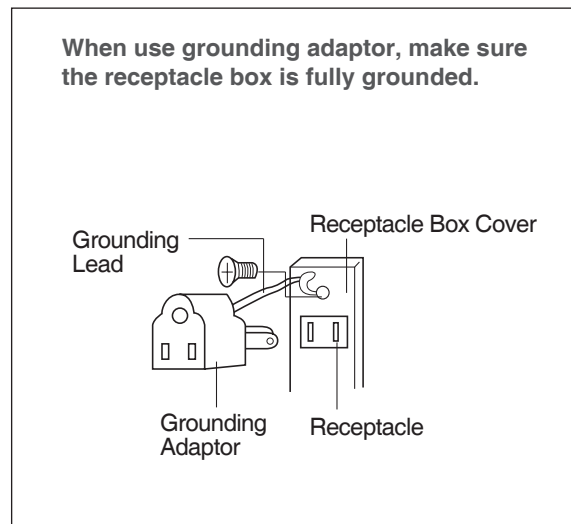 When use grounding adaptor, make sure
the receptacle box is fully grounded.
Grounding
Lead
Receptacle Box Cover
Grounding
Adaptor
Receptacle